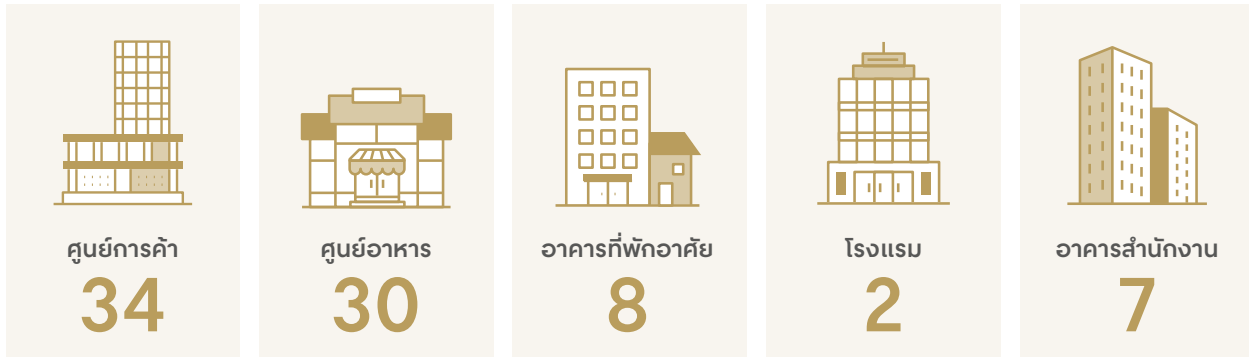 ศูนย์การค้า
34
ศูนย์อาหาร
30
อาคารที่พักอาศัย
8
โรงแรม
2
อาคารสำนักงาน
7